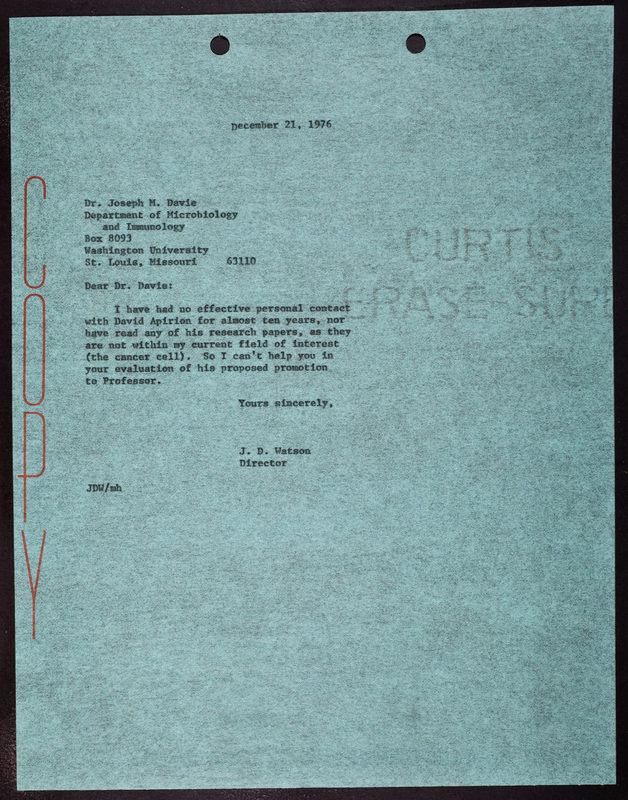 December 21, 1976
Dr. Joseph M. Davie
Department of Microbiology
and Immunology
Box 8093
Washington University
St. Louis, Missouri 63110
Dear Dr. Davie:
I have had no effective personal contact
with David Apirion for almost ten years, nor
have read any of his research papers, as they
are not within my current field of interest
(the cancer cell). So I can't help you in
your evaluation of his proposed promotion
to Professor.
Yours sincerely,
J. D. Watson
Director
JDW/mh
COPY
CURTIS
ERASE-SUR